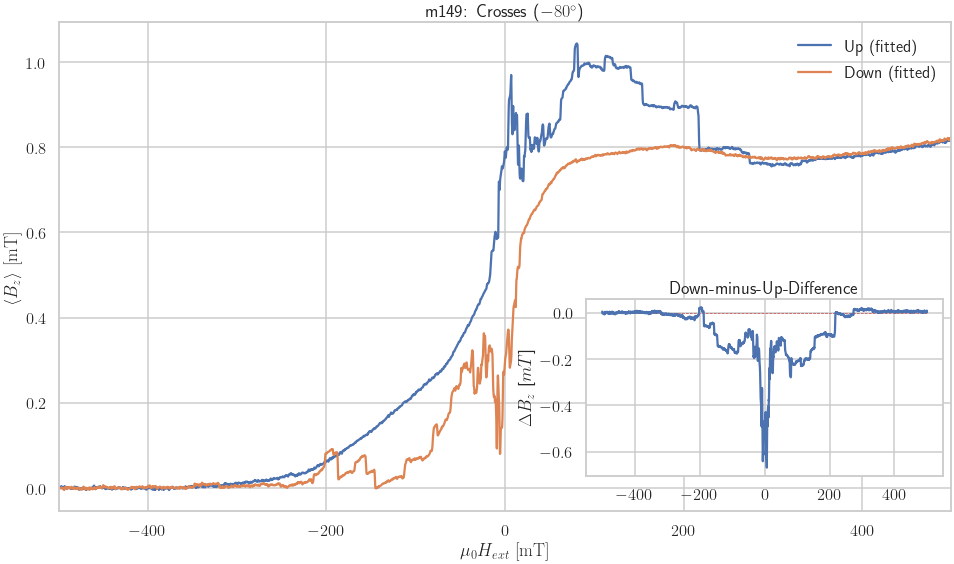 m149: Crosses (−80°)
Up (fitted)
Down (fitted)
1.0
0.8
0.6
0.4
0.2
0.0
⟨B_z⟩ [mT]
−400
−200
0
200
400
μ₀H_ext [mT]
Down-minus-Up-Difference
0.0
−0.2
−0.4
−0.6
ΔB_z [mT]
−400
−200
0
200
400